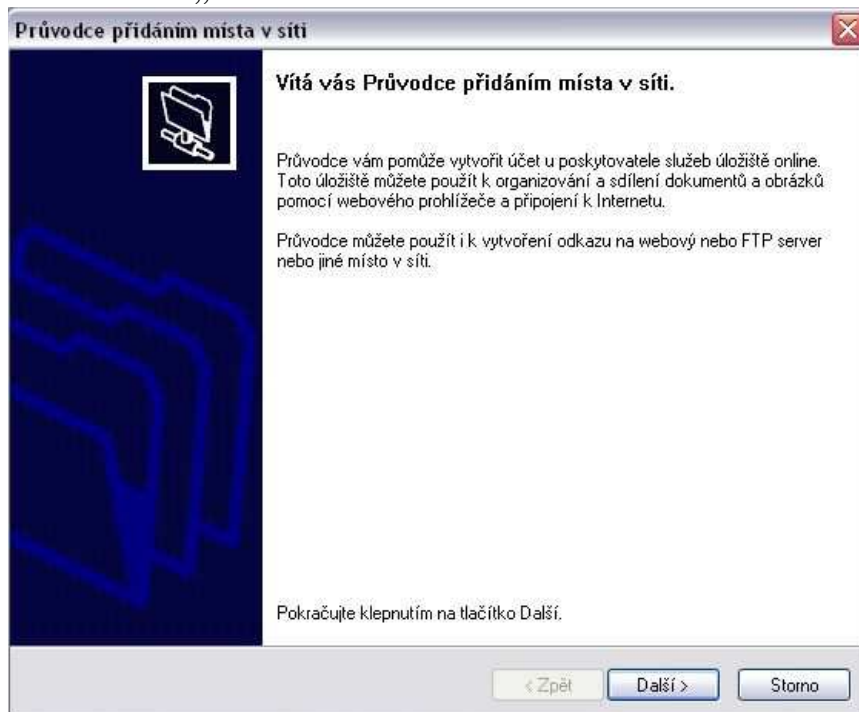 Průvodce přidáním místa v síti
Vítá vás Průvodce přidáním místa v síti.
Průvodce vám pomůže vytvořit účet u poskytovatele služeb úložiště online.
Toto úložiště můžete použít k organizování a sdílení dokumentů a obrázků
pomocí webového prohlížeče a připojení k Internetu.
Průvodce můžete použít i k vytvoření odkazu na webový nebo FTP server
nebo jiné místo v síti.
Pokračujte klepnutím na tlačítko Další.
< Zpět Další > Storno